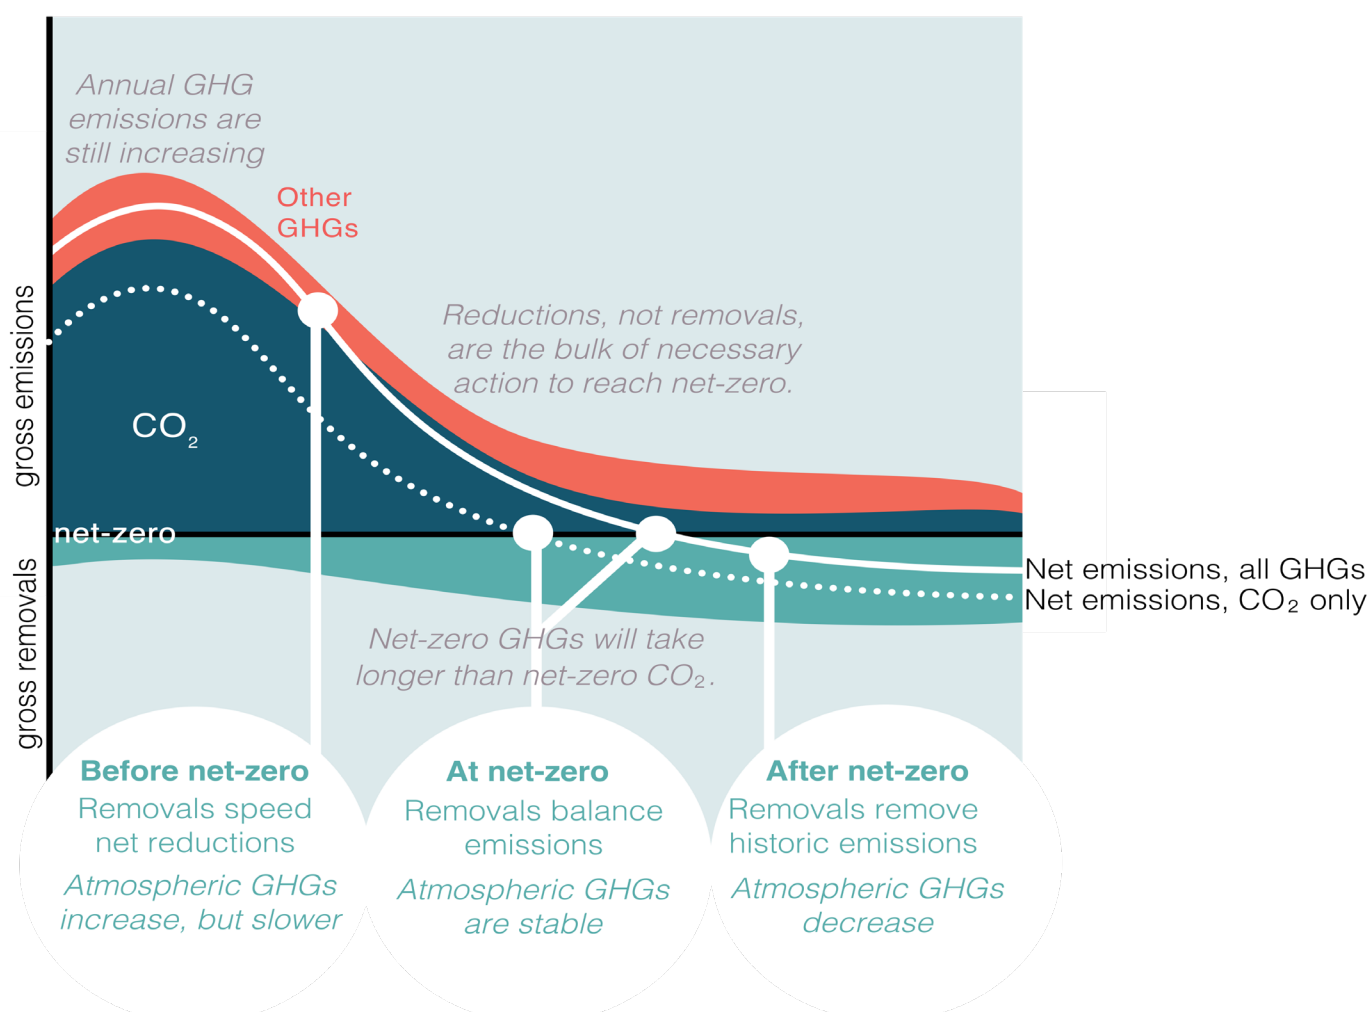 Annual GHG
emissions are
still increasing
Other
GHGs
Reductions, not removals,
are the bulk of necessary
action to reach net-zero.
gross emissions
CO₂
net-zero
gross removals
Net emissions, all GHGs
Net emissions, CO₂ only
Net-zero GHGs will take
longer than net-zero CO₂.
Before net-zero
Removals speed
net reductions
Atmospheric GHGs
increase, but slower
At net-zero
Removals balance
emissions
Atmospheric GHGs
are stable
After net-zero
Removals remove
historic emissions
Atmospheric GHGs
decrease